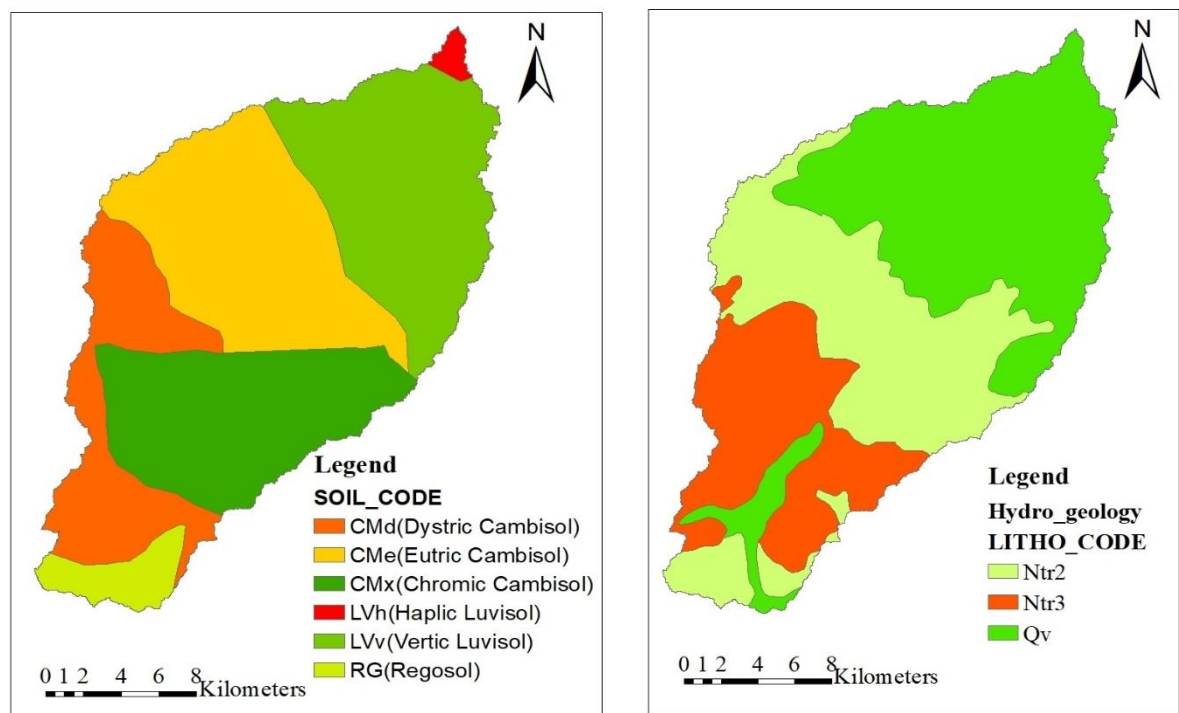 N
Legend
SOIL_CODE
CMd(Dystric Cambisol)
CMe(Eutric Cambisol)
CMx(Chromic Cambisol)
LVh(Haplic Luvisol)
LVv(Vertic Luvisol)
RG(Regosol)
0 1 2 4 6 8
Kilometers
N
Legend
Hydro_geology
LITHO_CODE
Ntr2
Ntr3
Qv
0 1 2 4 6 8
Kilometers